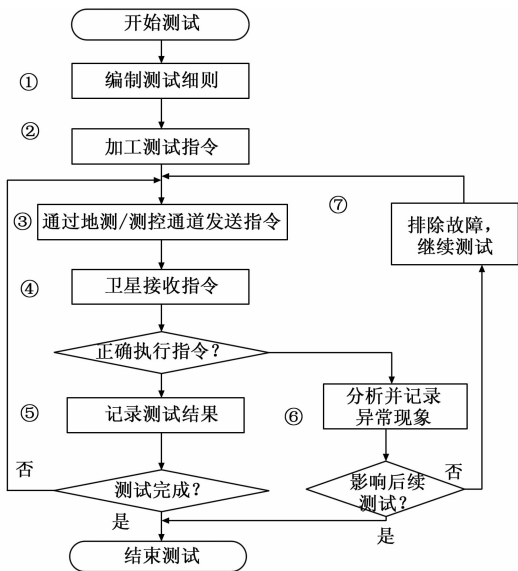 开始测试
①
编制测试细则
②
加工测试指令
⑦
排除故障，
继续测试
③
通过地测/测控通道发送指令
④
卫星接收指令
正确执行指令？
⑤
记录测试结果
⑥
分析并记录
异常现象
否
测试完成？
影响后续
测试？
否
是
是
结束测试